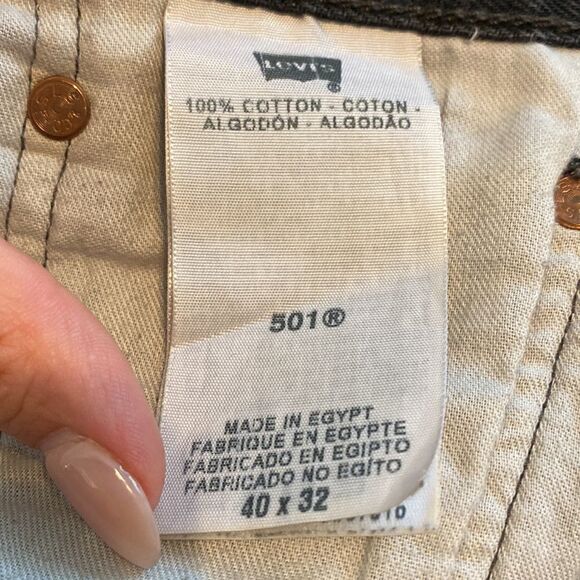 Levi's
®
100% COTTON - COTON -
ALGODÓN - ALGODÃO
501®
MADE IN EGYPT
FABRIQUE EN EGYPTE
FABRICADO EN EGIPTO
FABRICADO NO EGÍTO
40 x 32